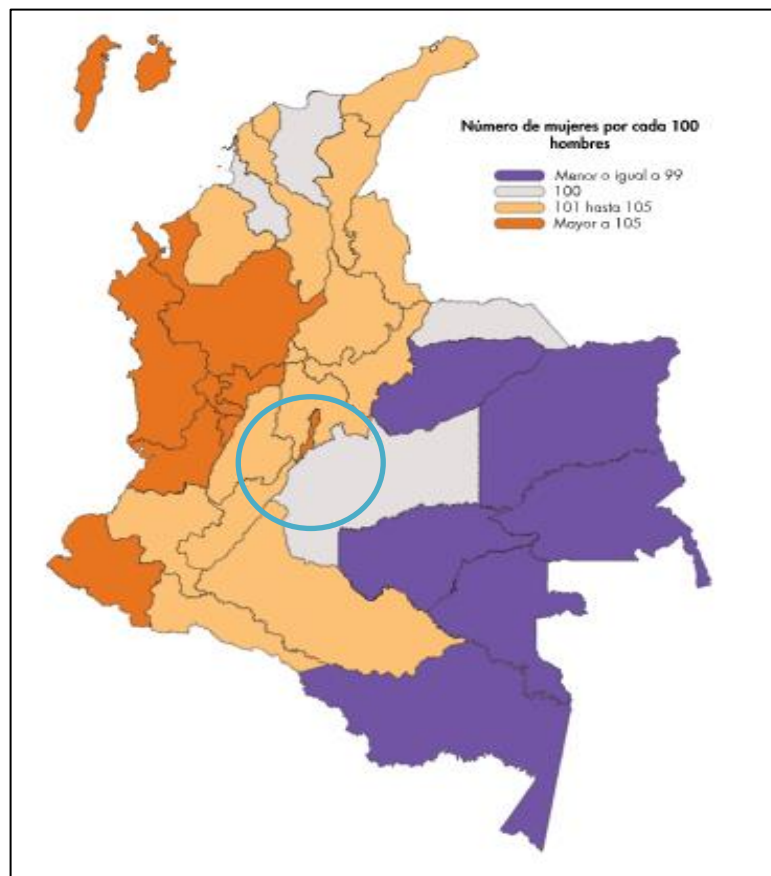 Número de mujeres por cada 100
hombres
Menor o igual a 99
100
101 hasta 105
Mayor a 105